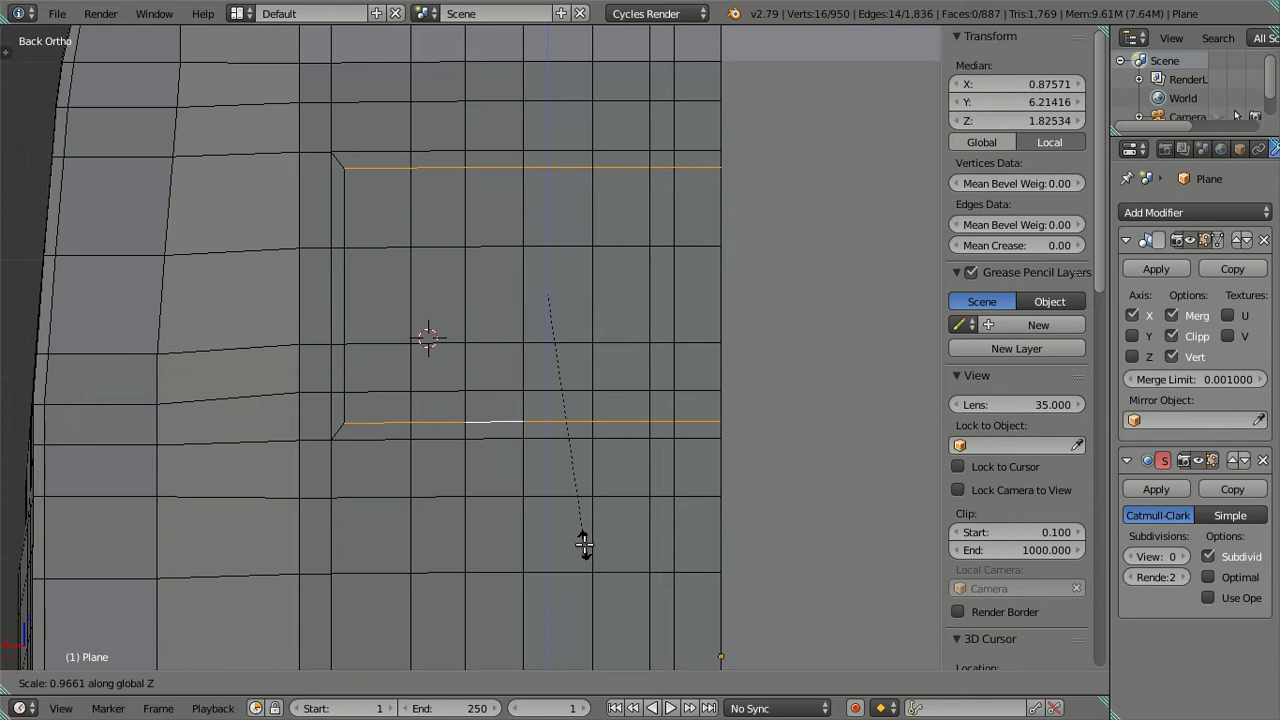 File Render Window Help Default Scene Cycles Render v2.79 | Verts:16/950 | Edges:14/1,836 | Faces:0/887 | Tris:1,769 | Mem:9.61M (7.64M) | Plane
Back Ortho
Transform
Median:
X: 0.87571
Y: 6.21416
Z: 1.82534
Global Local
Vertices Data:
Mean Bevel Weig: 0.00
Edges Data:
Mean Bevel Weig: 0.00
Mean Crease: 0.00
Grease Pencil Layers
Scene Object
New
New Layer
View
Lens: 35.000
Lock to Object:
Lock to Cursor
Lock Camera to View
Clip:
Start: 0.100
End: 1000.000
Local Camera:
Camera
Render Border
3D Cursor
Location:
View Search All Sc
Scene
RenderL
World
Camera
Plane
Add Modifier
Apply Copy
Axis: Options: Textures:
X Merg U
Y Clipp V
Z Vert
Merge Limit: 0.001000
Mirror Object:
S
Apply Copy
Catmull-Clark Simple
Subdivisions: Options:
View: 0 Subdivid
Rende: 2 Optimal
Use Ope
(1) Plane
Scale: 0.9661 along global Z
View Marker Frame Playback Start: 1 End: 250 1 No Sync